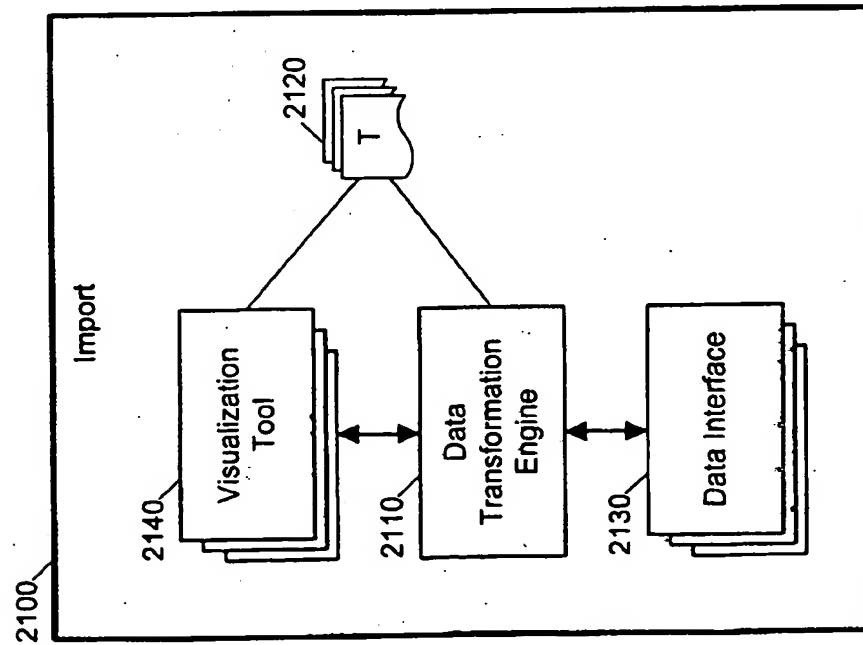 2100
Import
2140
Visualization
Tool
2120
T
2110
Data
Transformation
Engine
2130
Data Interface